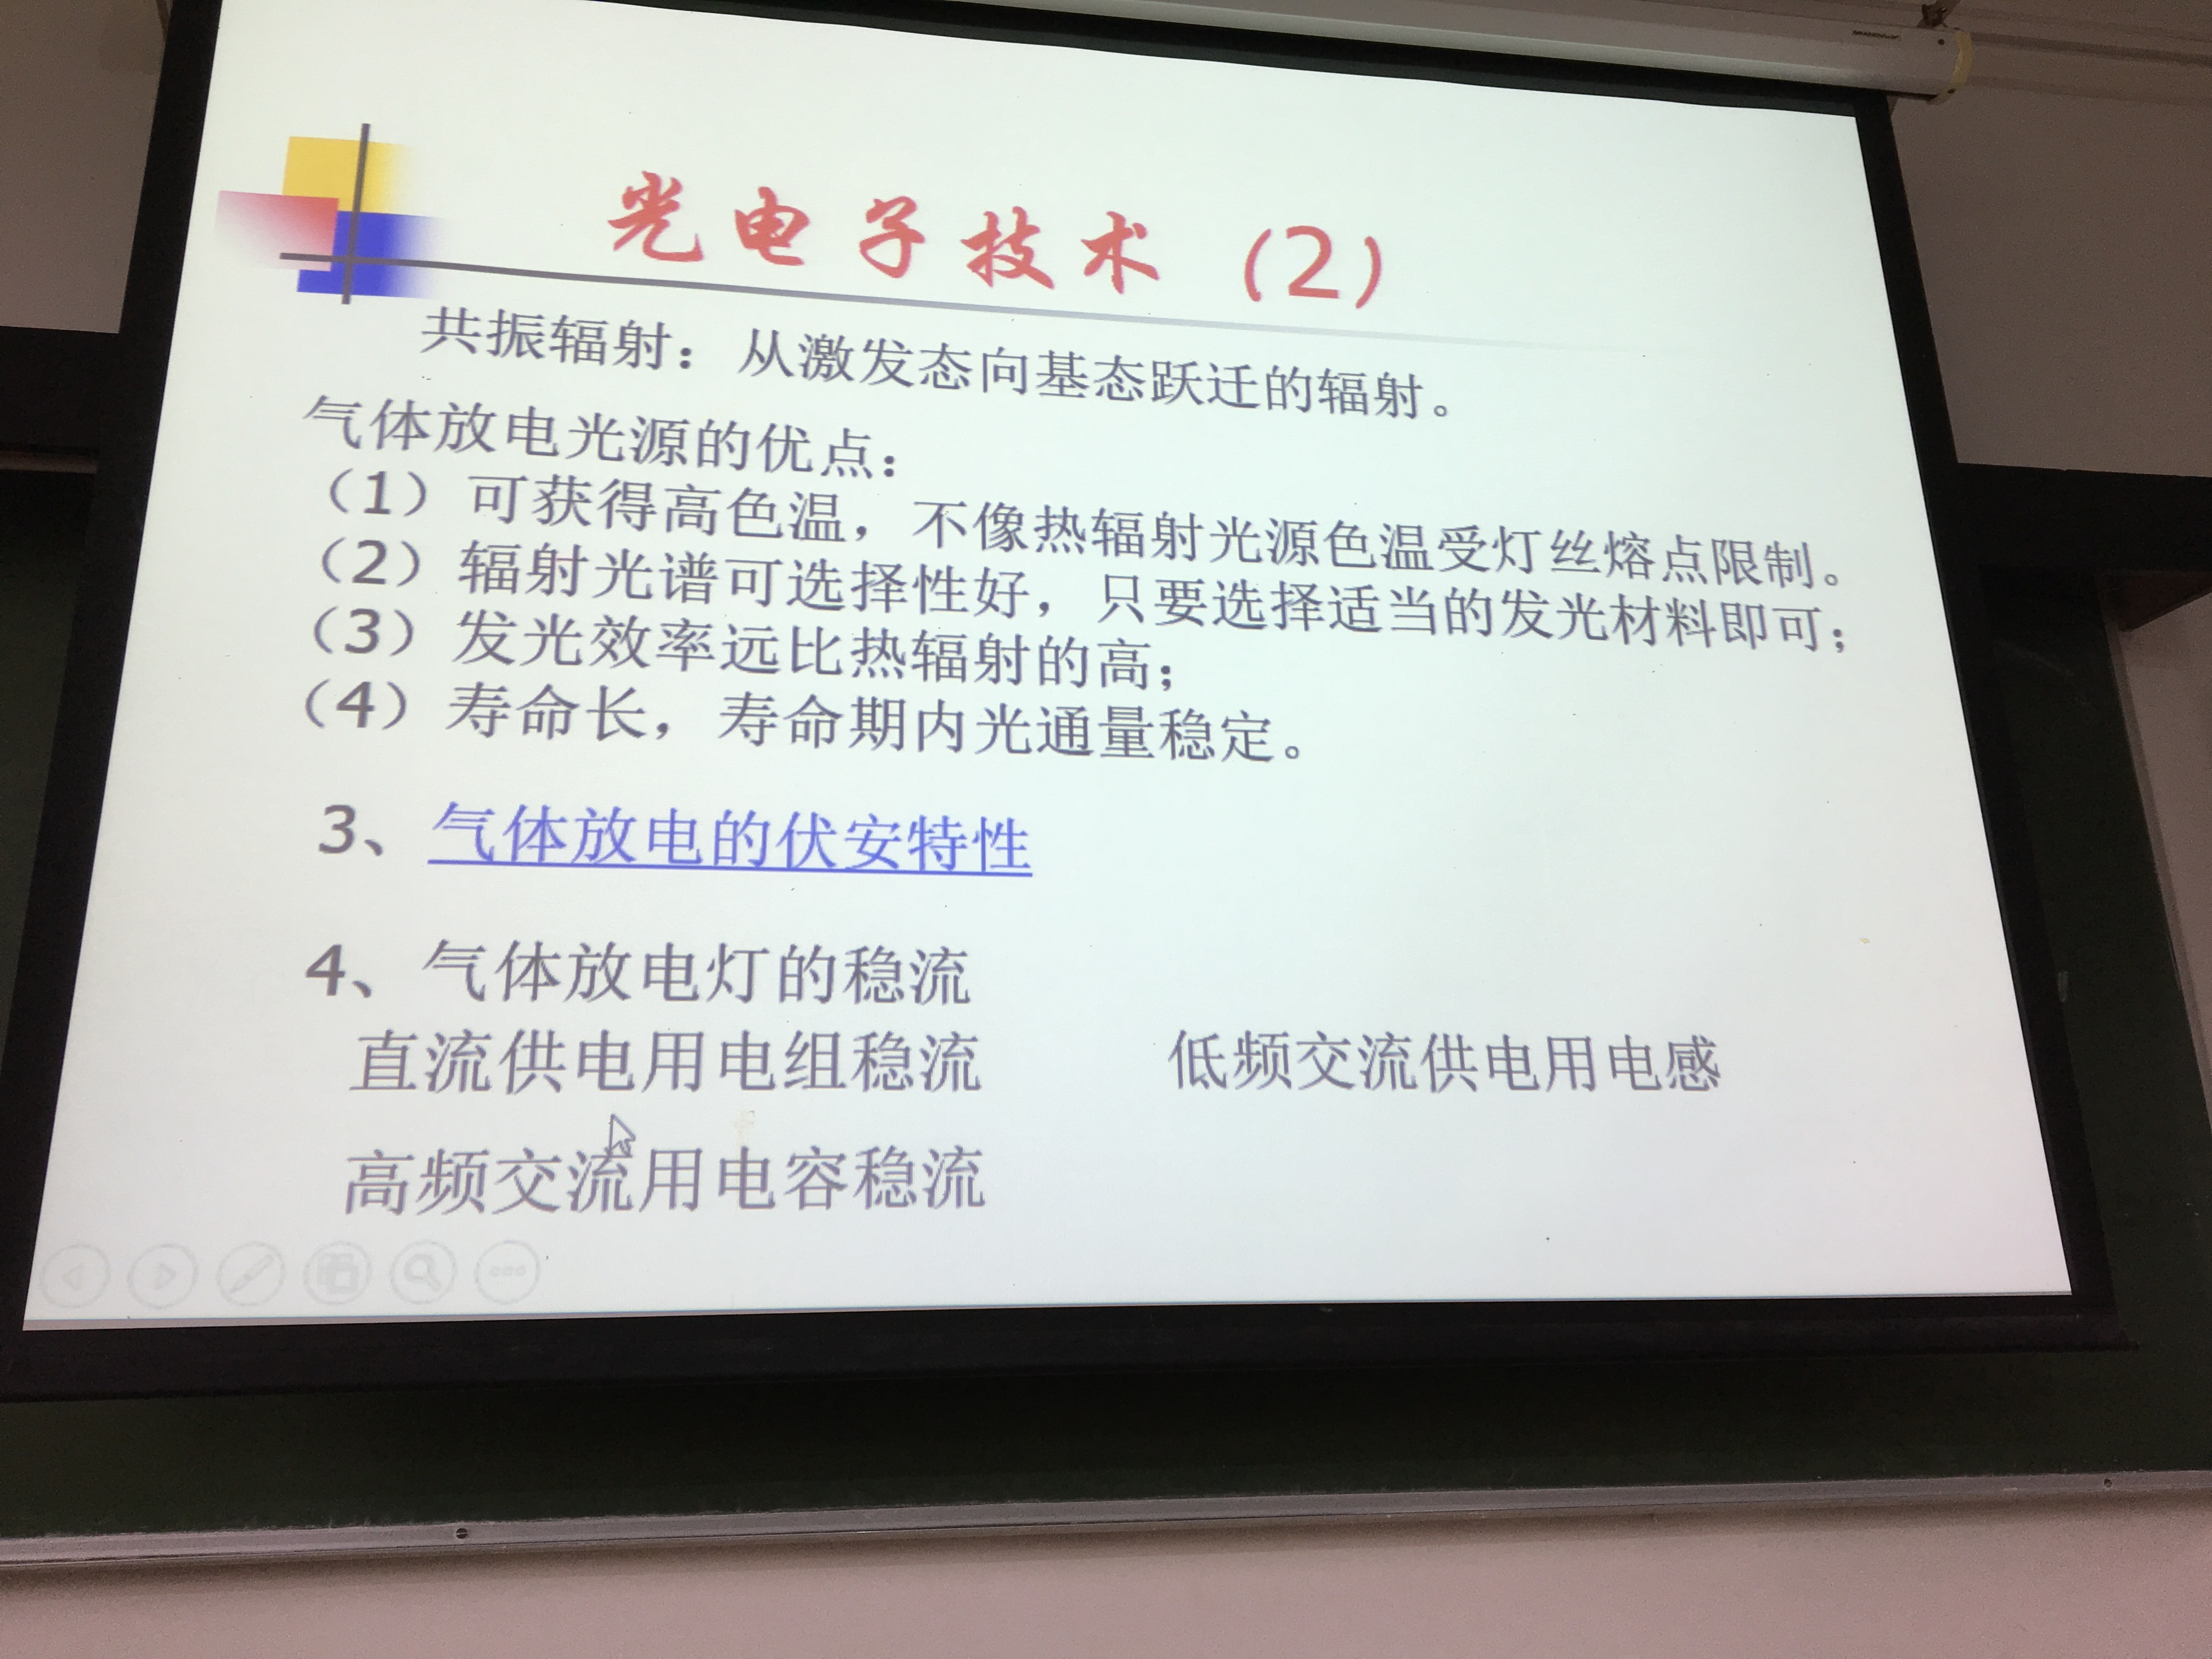 光电子技术（2）
共振辐射：从激发态向基态跃迁的辐射。
气体放电光源的优点：
（1）可获得高色温，不像热辐射光源色温受灯丝熔点限制。
（2）辐射光谱可选择性好，只要选择适当的发光材料即可；
（3）发光效率远比热辐射的高；
（4）寿命长，寿命期内光通量稳定。
3、气体放电的伏安特性
4、气体放电灯的稳流
直流供电用电组稳流 低频交流供电用电感
高频交流用电容稳流